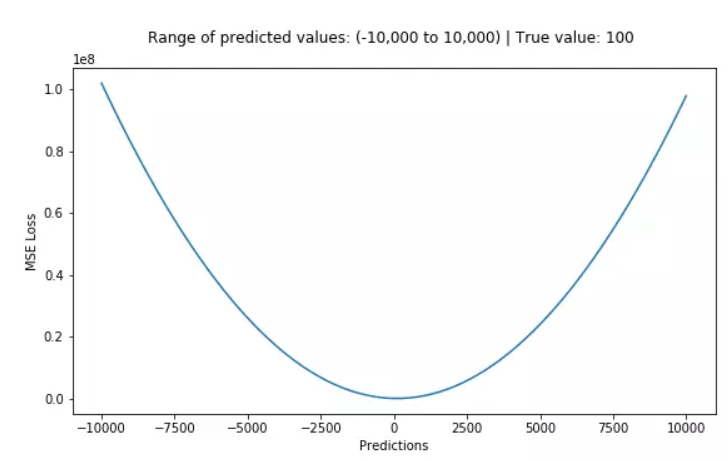 Range of predicted values: (-10,000 to 10,000) | True value: 100
1e8
1.0
0.8
0.6
0.4
0.2
0.0
MSE Loss
−10000 −7500 −5000 −2500 0 2500 5000 7500 10000
Predictions